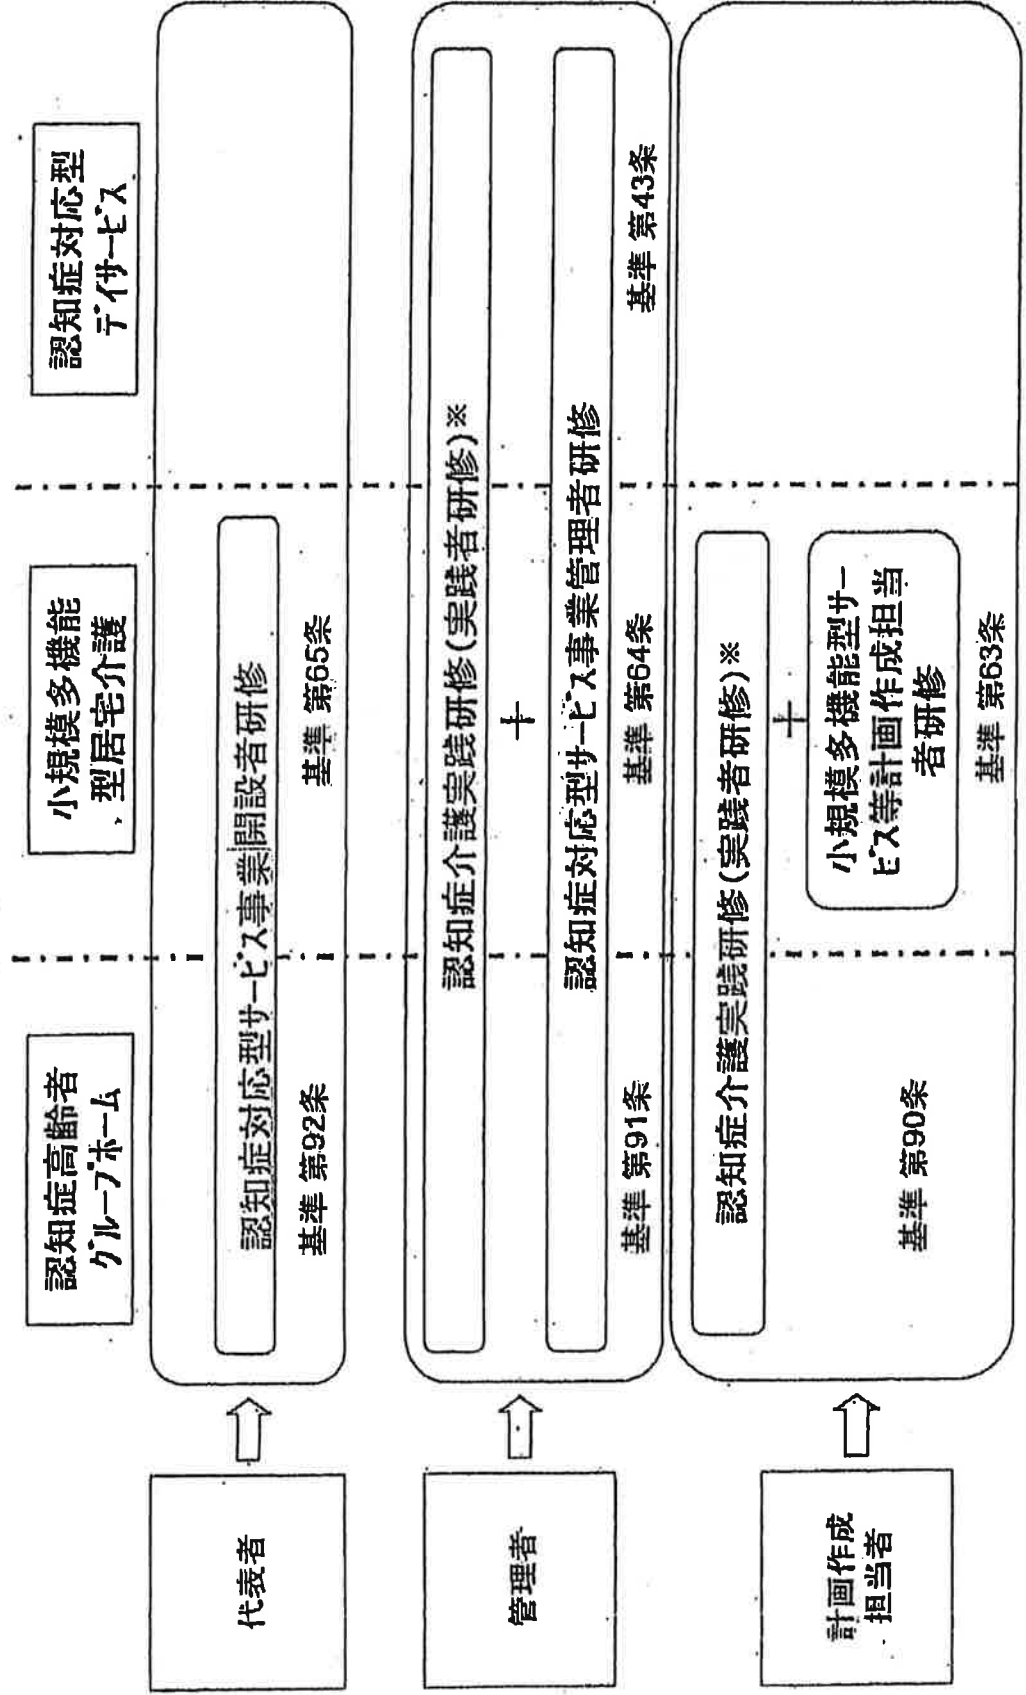 認知症高齢者
グループホーム
小規模多機能
型居宅介護
認知症対応型
デイサービス
代表者
認知症対応型サービス事業開設者研修
基準 第92条
基準 第65条
管理者
認知症介護実践研修(実践者研修)※
+
認知症対応型サービス事業管理者研修
基準 第91条
基準 第64条
基準 第43条
計画作成
担当者
認知症介護実践研修(実践者研修)※
+
小規模多機能型サー
ビス等計画作成担当
者研修
基準 第90条
基準 第63条